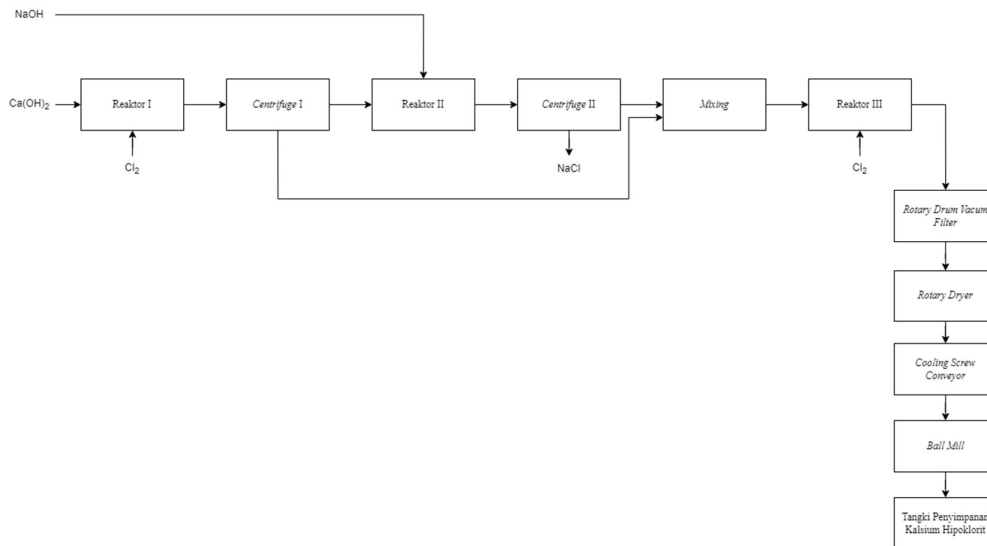 NaOH
Ca(OH)2
Reaktor I
Centrifuge I
Reaktor II
Centrifuge II
Mixing
Reaktor III
Cl2
NaCl
Cl2
Rotary Drum Vacum
Filter
Rotary Dryer
Cooling Screw
Conveyor
Ball Mill
Tangki Penyimpanan
Kalsium Hipoklorit